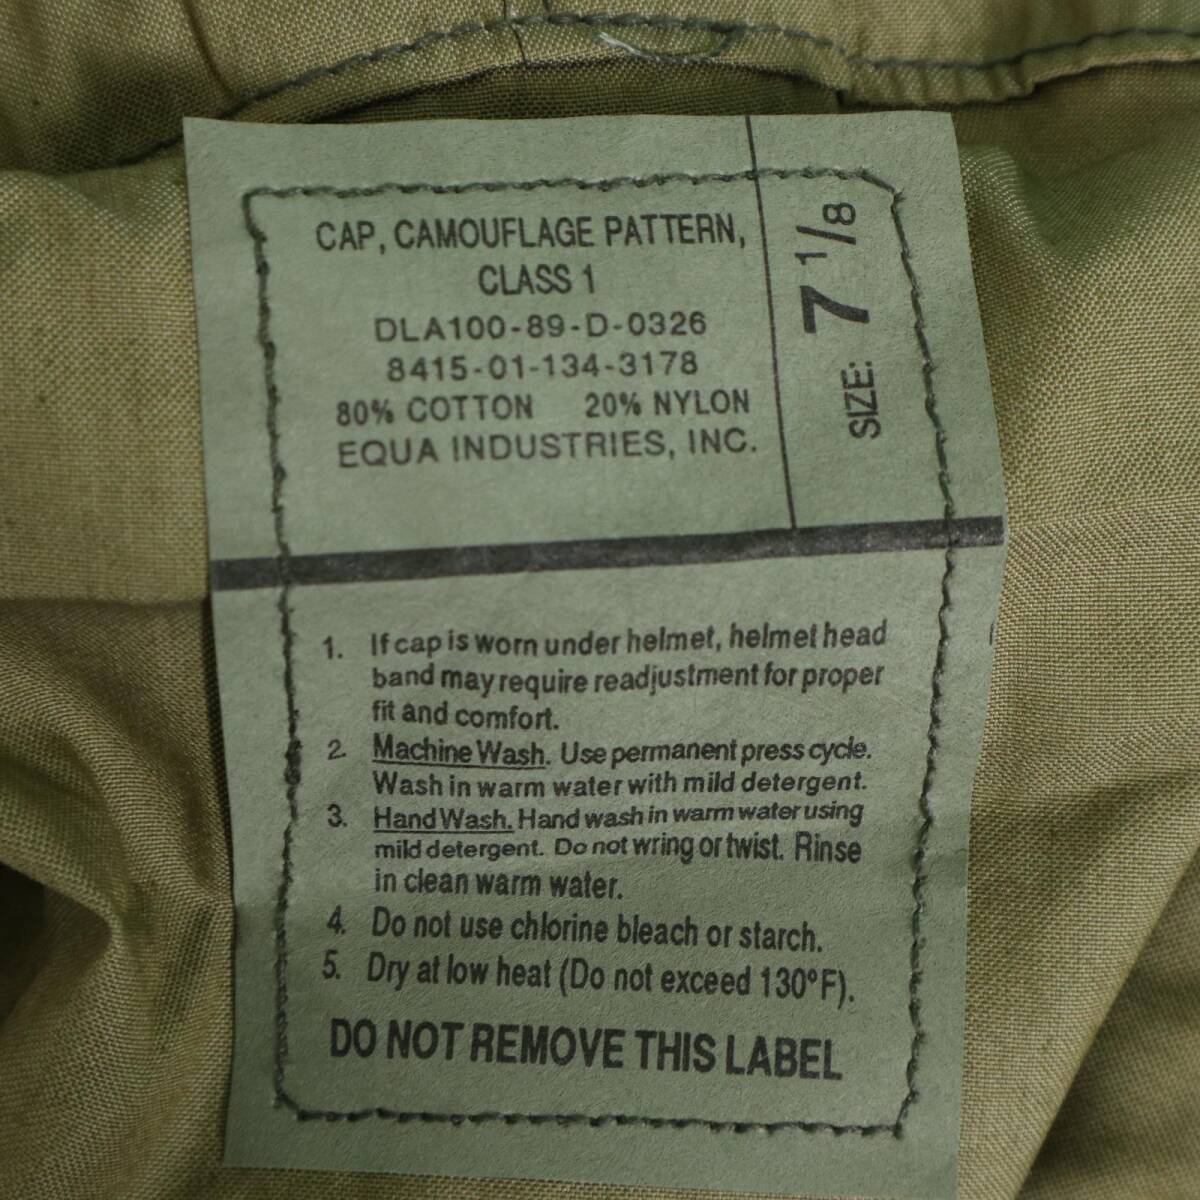 CAP, CAMOUFLAGE PATTERN,
CLASS 1
DLA100-89-D-0326
8415-01-134-3178
80% COTTON 20% NYLON
EQUA INDUSTRIES, INC.
SIZE: 7 1/8
1. If cap is worn under helmet, helmet head
band may require readjustment for proper
fit and comfort.
2. Machine Wash. Use permanent press cycle.
Wash in warm water with mild detergent.
3. Hand Wash. Hand wash in warm water using
mild detergent. Do not wring or twist. Rinse
in clean warm water.
4. Do not use chlorine bleach or starch.
5. Dry at low heat (Do not exceed 130°F).
DO NOT REMOVE THIS LABEL